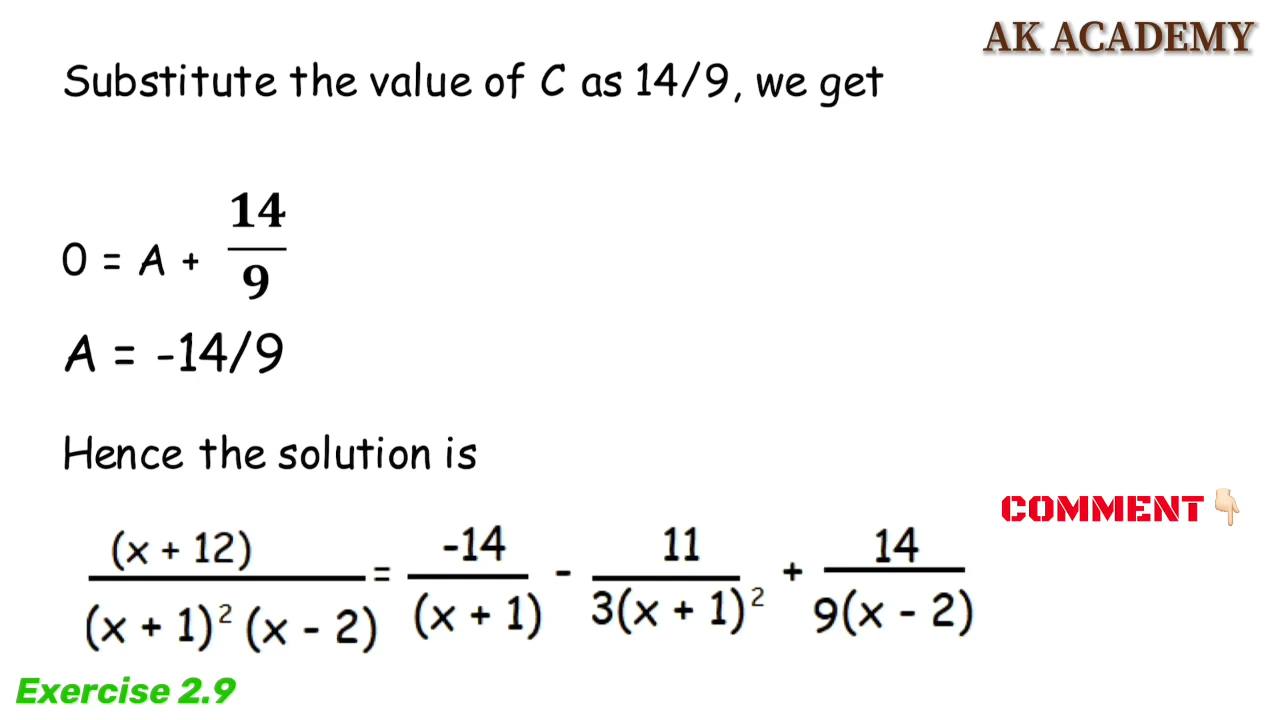 AK ACADEMY
Substitute the value of C as 14/9, we get
14
0 = A +
9
A = -14/9
Hence the solution is
COMMENT👇🏻
(x + 12) -14 11 14
= - +
(x + 1)² (x - 2) (x + 1) 3(x + 1)² 9(x - 2)
Exercise 2.9